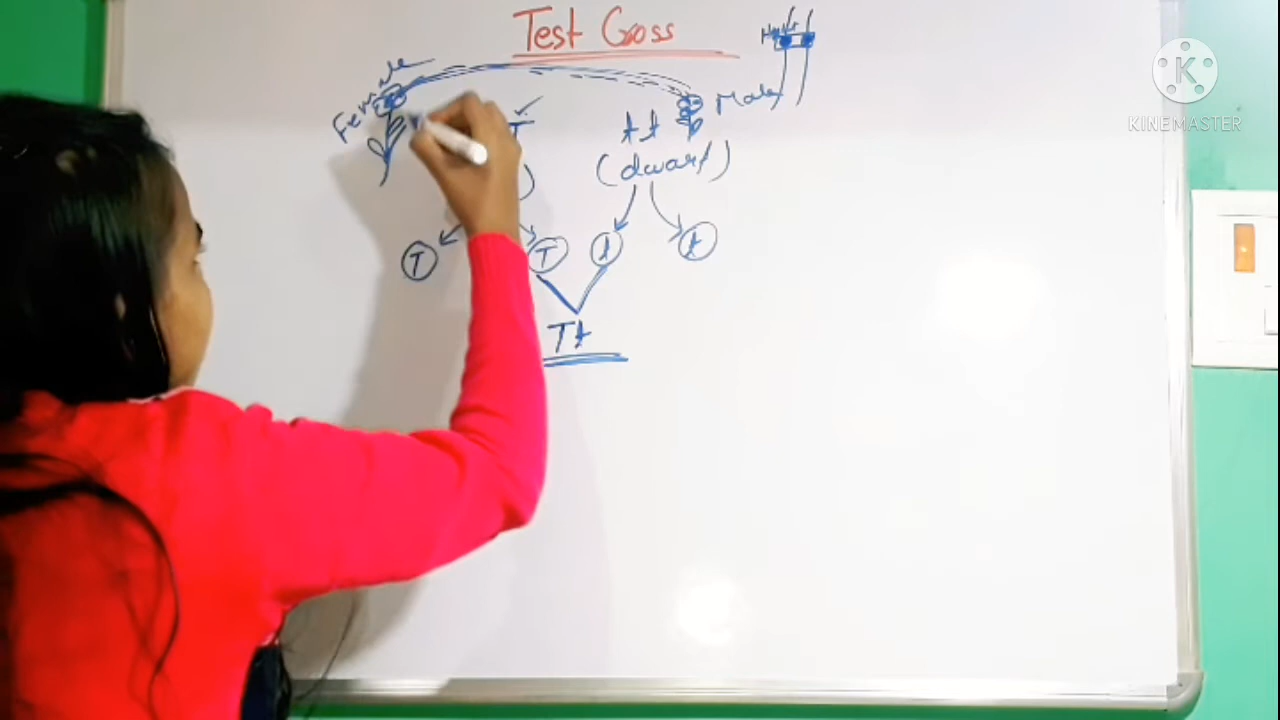 Test Cross
Female
Male
T
tt
(dwarf)
)
T T t t
Tt
K
KINEMASTER